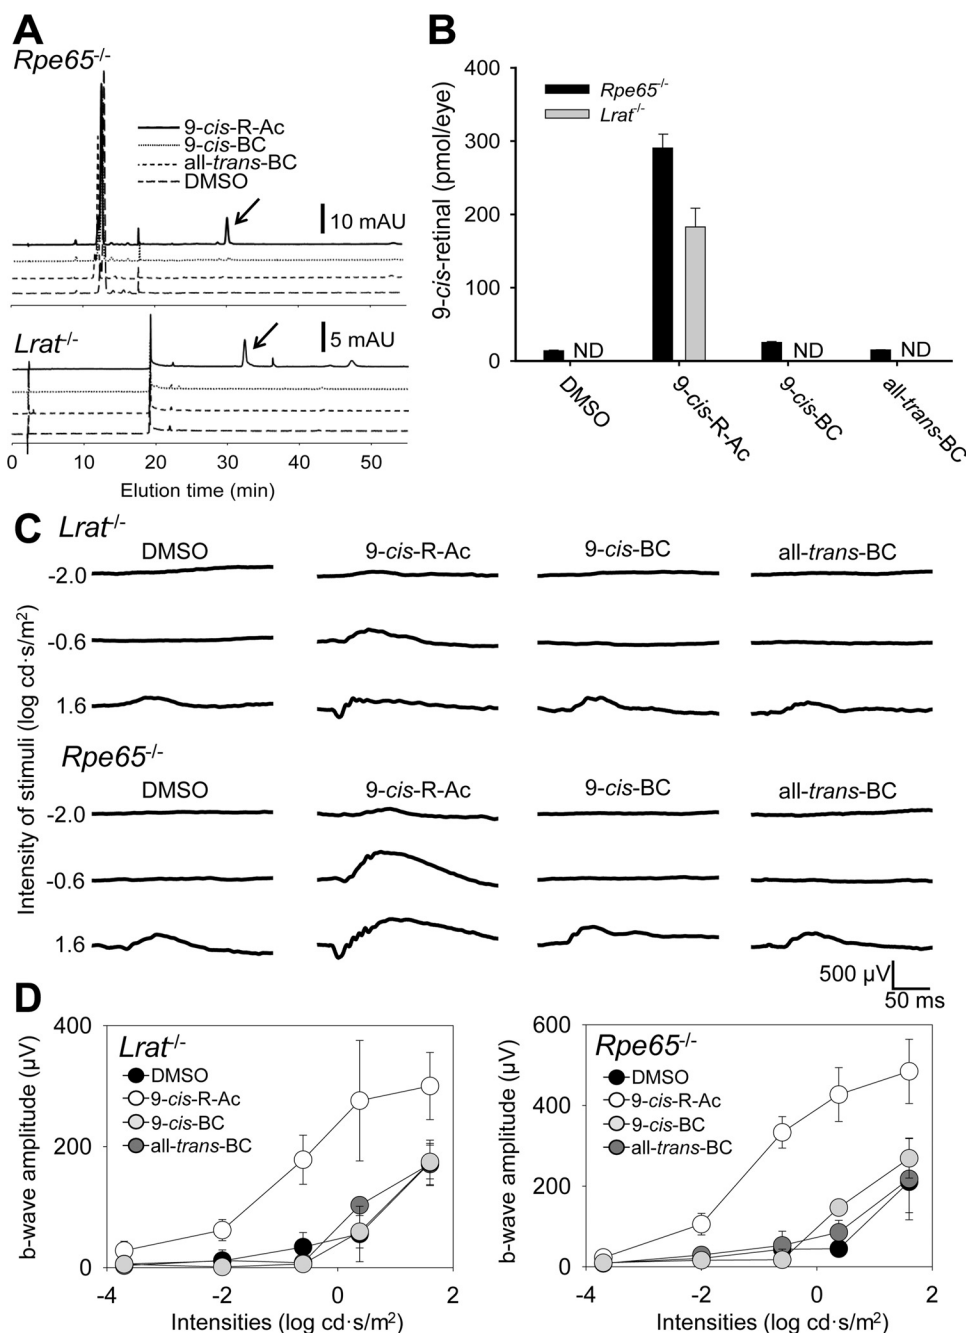 A
Rpe65-/-
9-cis-R-Ac
9-cis-BC
all-trans-BC
DMSO
10 mAU
Lrat-/-
5 mAU
0 10 20 30 40 50
Elution time (min)
B
9-cis-retinal (pmol/eye)
400
300
200
100
0
Rpe65-/-
Lrat-/-
ND
ND
ND
DMSO
9-cis-R-Ac
9-cis-BC
all-trans-BC
C
Lrat-/-
Intensity of stimuli (log cd·s/m2)
DMSO 9-cis-R-Ac 9-cis-BC all-trans-BC
-2.0
-0.6
1.6
Rpe65-/-
DMSO 9-cis-R-Ac 9-cis-BC all-trans-BC
-2.0
-0.6
1.6
500 µV
50 ms
D
b-wave amplitude (µV)
400
200
0
Lrat-/-
DMSO
9-cis-R-Ac
9-cis-BC
all-trans-BC
-4 -2 0 2
Intensities (log cd·s/m2)
b-wave amplitude (µV)
600
400
200
0
Rpe65-/-
DMSO
9-cis-R-Ac
9-cis-BC
all-trans-BC
-4 -2 0 2
Intensities (log cd·s/m2)